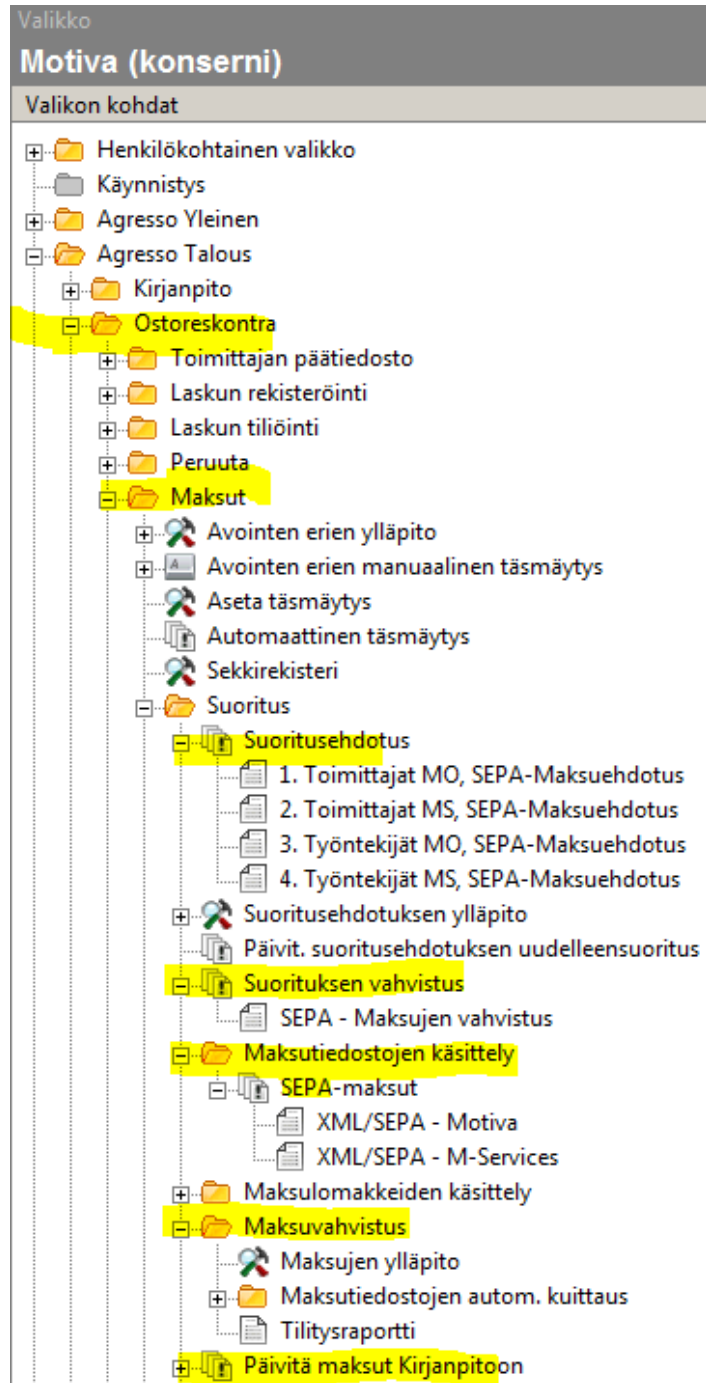 Valikko
Motiva (konserni)
Valikon kohdat
Henkilökohtainen valikko
Käynnistys
Agresso Yleinen
Agresso Talous
Kirjanpito
Ostoreskontra
Toimittajan päätiedosto
Laskun rekisteröinti
Laskun tiliöinti
Peruuta
Maksut
Avointen erien ylläpito
Avointen erien manuaalinen täsmäytys
Aseta täsmäytys
Automaattinen täsmäytys
Sekkirekisteri
Suoritus
Suoritusehdotus
1. Toimittajat MO, SEPA-Maksuehdotus
2. Toimittajat MS, SEPA-Maksuehdotus
3. Työntekijät MO, SEPA-Maksuehdotus
4. Työntekijät MS, SEPA-Maksuehdotus
Suoritusehdotuksen ylläpito
Päivit. suoritusehdotuksen uudelleensuoritus
Suorituksen vahvistus
SEPA - Maksujen vahvistus
Maksutiedostojen käsittely
SEPA-maksut
XML/SEPA - Motiva
XML/SEPA - M-Services
Maksulomakkeiden käsittely
Maksuvahvistus
Maksujen ylläpito
Maksutiedostojen autom. kuittaus
Tilitysraportti
Päivitä maksut Kirjanpitoon